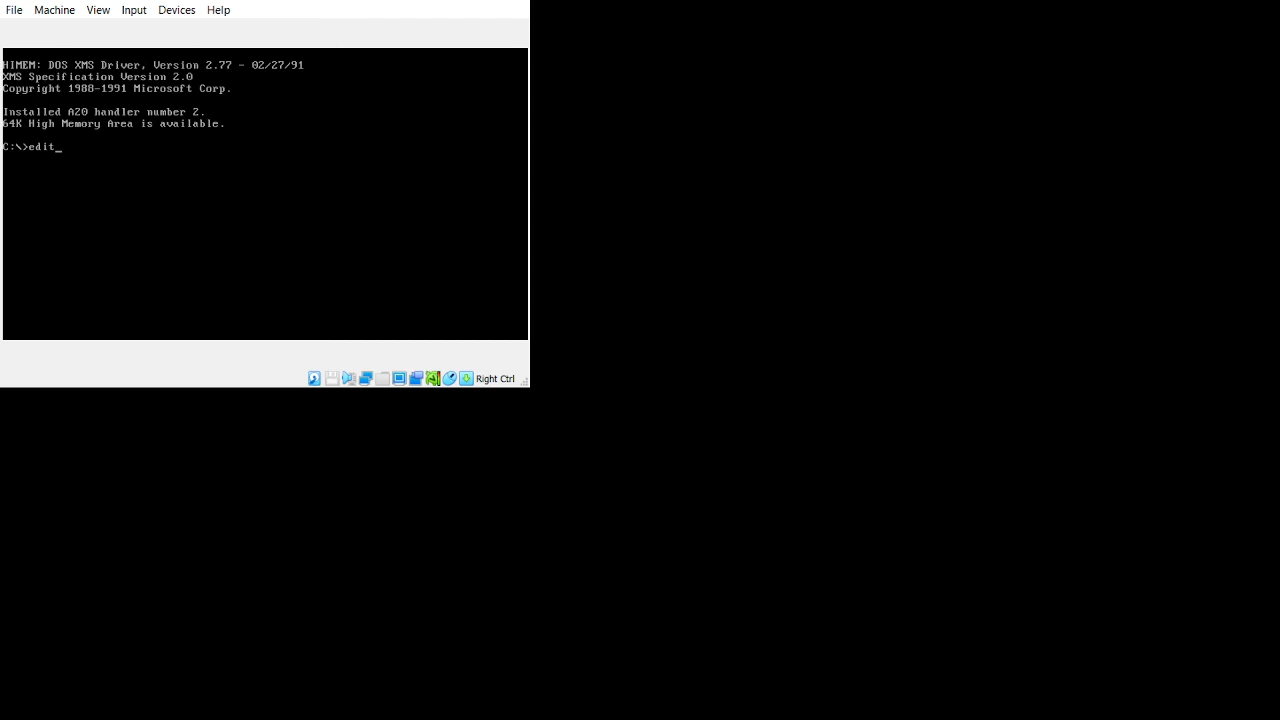 File Machine View Input Devices Help
HIMEM: DOS XMS Driver, Version 2.77 - 02/27/91
XMS Specification Version 2.0
Copyright 1988-1991 Microsoft Corp.
Installed A20 handler number 2.
64K High Memory Area is available.
C:\>edit_
Right Ctrl